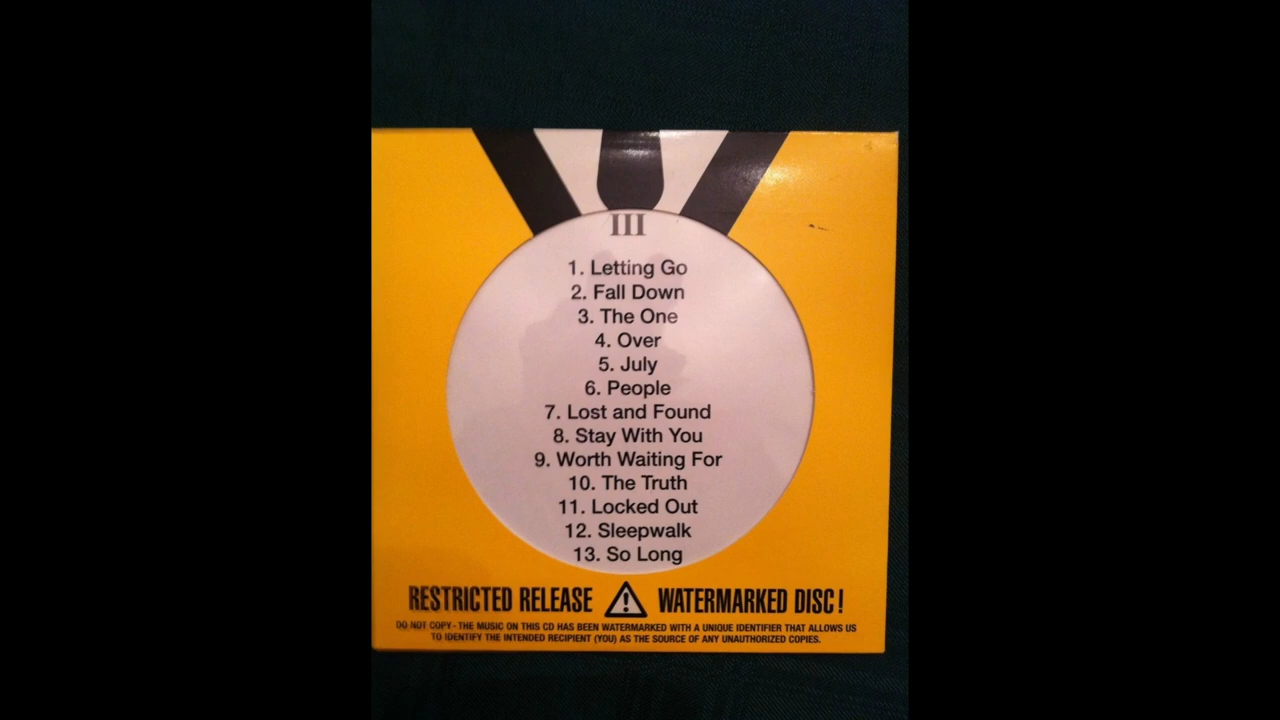 III
1. Letting Go
2. Fall Down
3. The One
4. Over
5. July
6. People
7. Lost and Found
8. Stay With You
9. Worth Waiting For
10. The Truth
11. Locked Out
12. Sleepwalk
13. So Long
RESTRICTED RELEASE ! WATERMARKED DISC!
DO NOT COPY - THE MUSIC ON THIS CD HAS BEEN WATERMARKED WITH A UNIQUE IDENTIFIER THAT ALLOWS US
TO IDENTIFY THE INTENDED RECIPIENT (YOU) AS THE SOURCE OF ANY UNAUTHORIZED COPIES.